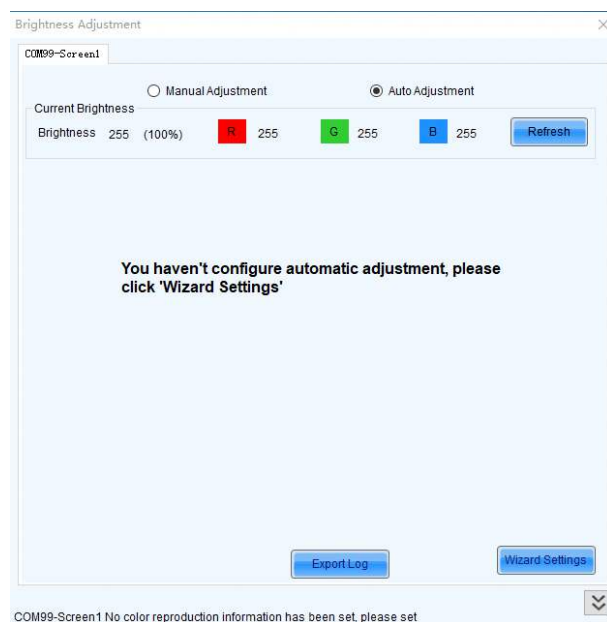 Brightness Adjustment
COM99-Screen1
Manual Adjustment Auto Adjustment
Current Brightness
Brightness 255 (100%) R 255 G 255 B 255 Refresh
You haven't configure automatic adjustment, please
click 'Wizard Settings'
Export Log Wizard Settings
COM99-Screen1 No color reproduction information has been set, please set